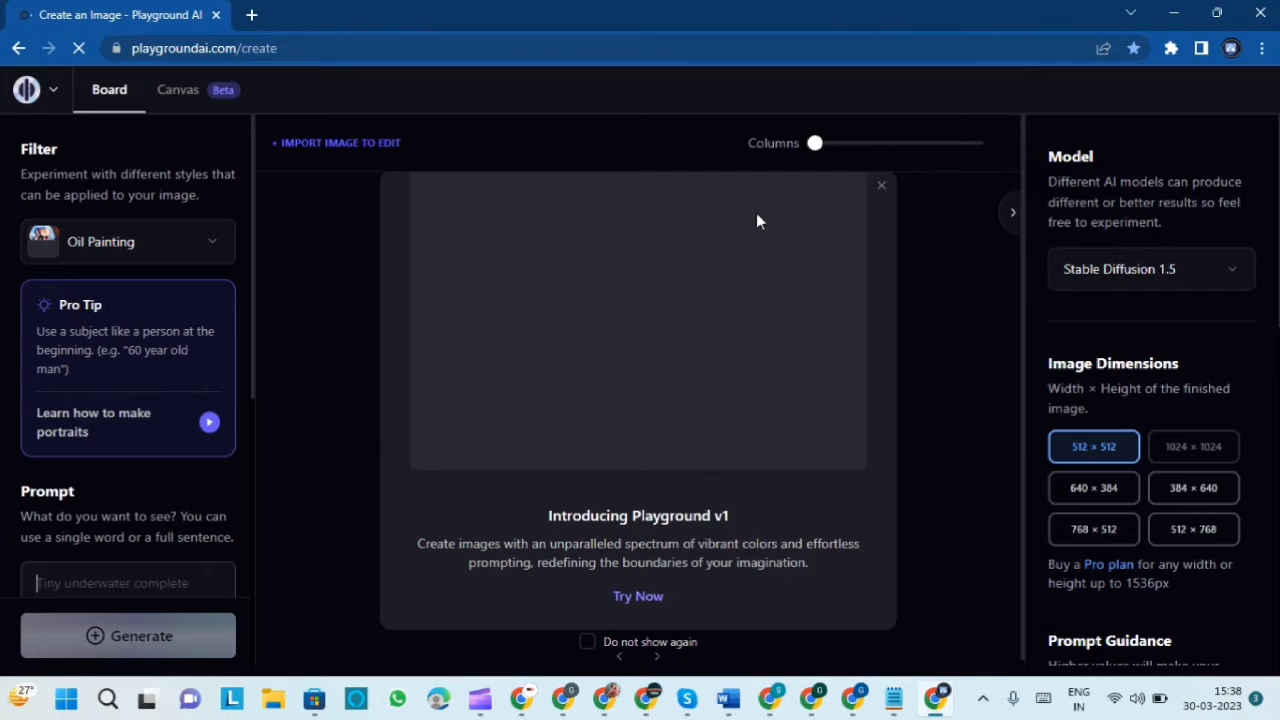 Create an Image - Playground AI
playgroundai.com/create
Board
Canvas
Beta
Filter
Experiment with different styles that
can be applied to your image.
Oil Painting
Pro Tip
Use a subject like a person at the
beginning. (e.g. "60 year old
man")
Learn how to make
portraits
Prompt
What do you want to see? You can
use a single word or a full sentence.
Tiny underwater complete
Generate
+ IMPORT IMAGE TO EDIT
Columns
Introducing Playground v1
Create images with an unparalleled spectrum of vibrant colors and effortless
prompting, redefining the boundaries of your imagination.
Try Now
Do not show again
Model
Different AI models can produce
different or better results so feel
free to experiment.
Stable Diffusion 1.5
Image Dimensions
Width × Height of the finished
image.
512 × 512
1024 × 1024
640 × 384
384 × 640
768 × 512
512 × 768
Buy a Pro plan for any width or
height up to 1536px
Prompt Guidance
Higher values will make your
27°
ENG
IN
15:38
30-03-2023
3